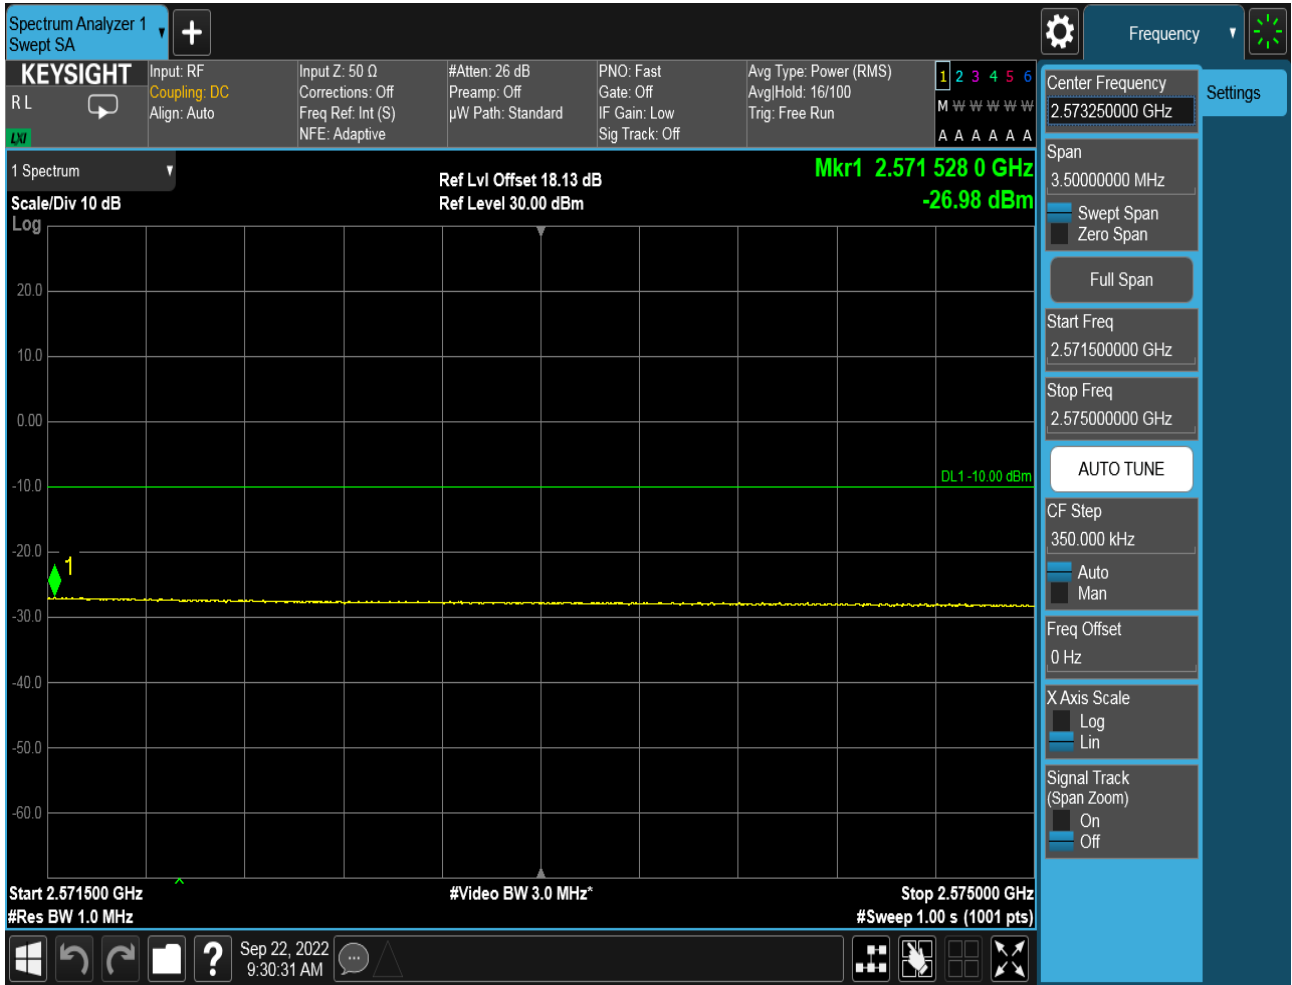 Spectrum Analyzer 1
Swept SA
Frequency
KEYSIGHT
R L
LXI
Input: RF
Coupling: DC
Align: Auto
Input Z: 50 Ω
Corrections: Off
Freq Ref: Int (S)
NFE: Adaptive
#Atten: 26 dB
Preamp: Off
µW Path: Standard
PNO: Fast
Gate: Off
IF Gain: Low
Sig Track: Off
Avg Type: Power (RMS)
Avg|Hold: 16/100
Trig: Free Run
1 2 3 4 5 6
M W W W W W
A A A A A A
1 Spectrum
Scale/Div 10 dB
Log
Ref Lvl Offset 18.13 dB
Ref Level 30.00 dBm
Mkr1 2.571 528 0 GHz
-26.98 dBm
20.0
10.0
0.00
-10.0
-20.0
-30.0
-40.0
-50.0
-60.0
DL1 -10.00 dBm
1
Start 2.571500 GHz
#Res BW 1.0 MHz
#Video BW 3.0 MHz*
Stop 2.575000 GHz
#Sweep 1.00 s (1001 pts)
Sep 22, 2022
9:30:31 AM
?
Center Frequency
2.573250000 GHz
Settings
Span
3.50000000 MHz
Swept Span
Zero Span
Full Span
Start Freq
2.571500000 GHz
Stop Freq
2.575000000 GHz
AUTO TUNE
CF Step
350.000 kHz
Auto
Man
Freq Offset
0 Hz
X Axis Scale
Log
Lin
Signal Track
(Span Zoom)
On
Off